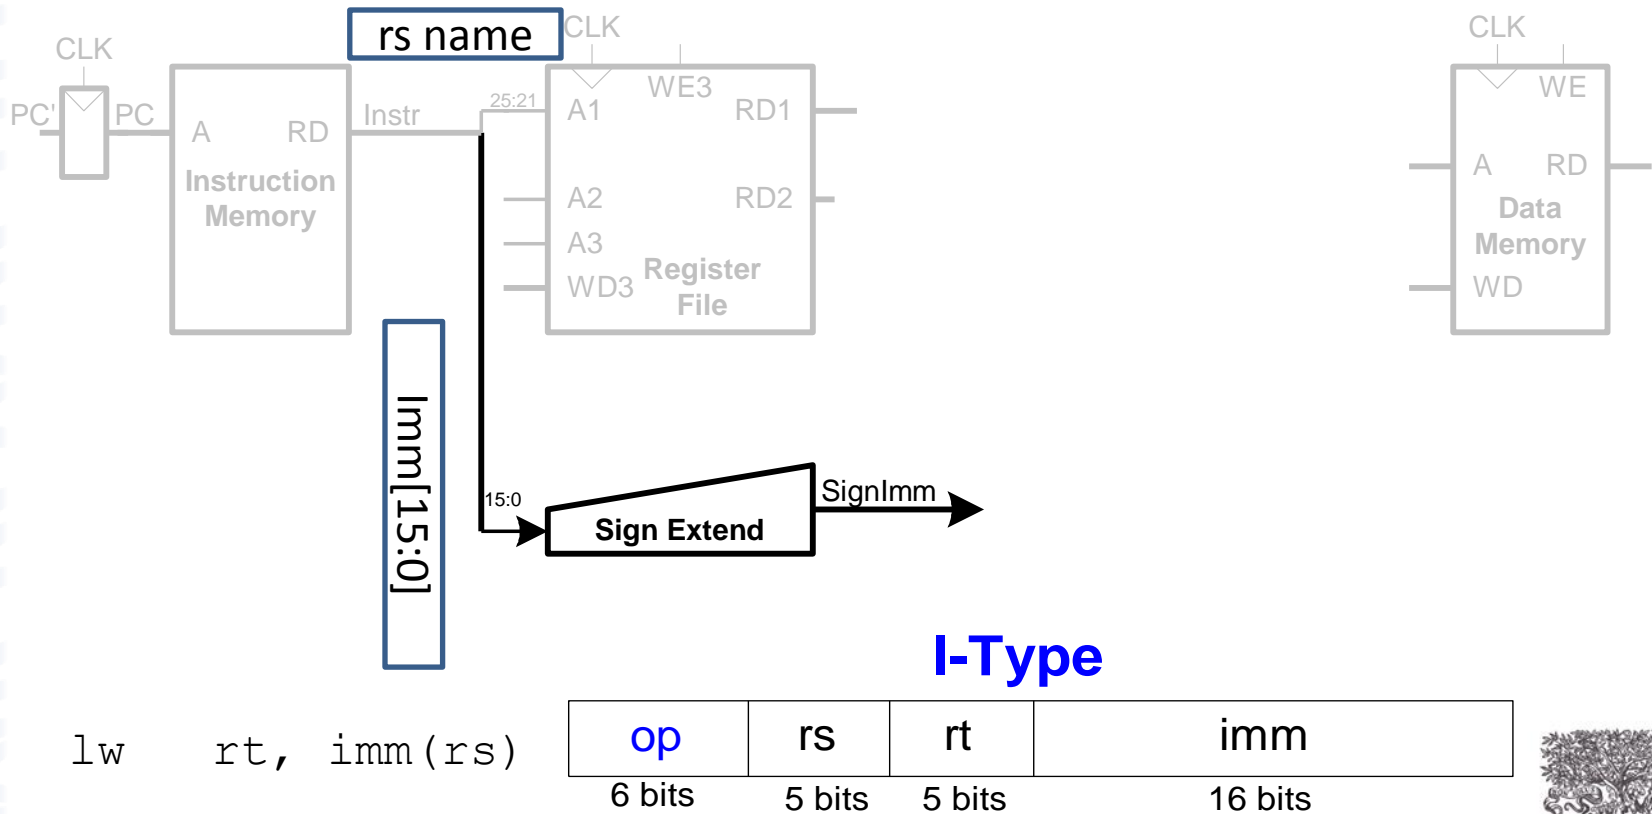 rs name
CLK
CLK
CLK
PC'
PC
A
RD
Instruction
Memory
Instr
25:21
A1
WE3
RD1
A2
RD2
A3
WD3
Register
File
WE
A
RD
Data
Memory
WD
Imm[15:0]
15:0
Sign Extend
SignImm
I-Type
lw rt, imm(rs)
op
rs
rt
imm
6 bits
5 bits
5 bits
16 bits